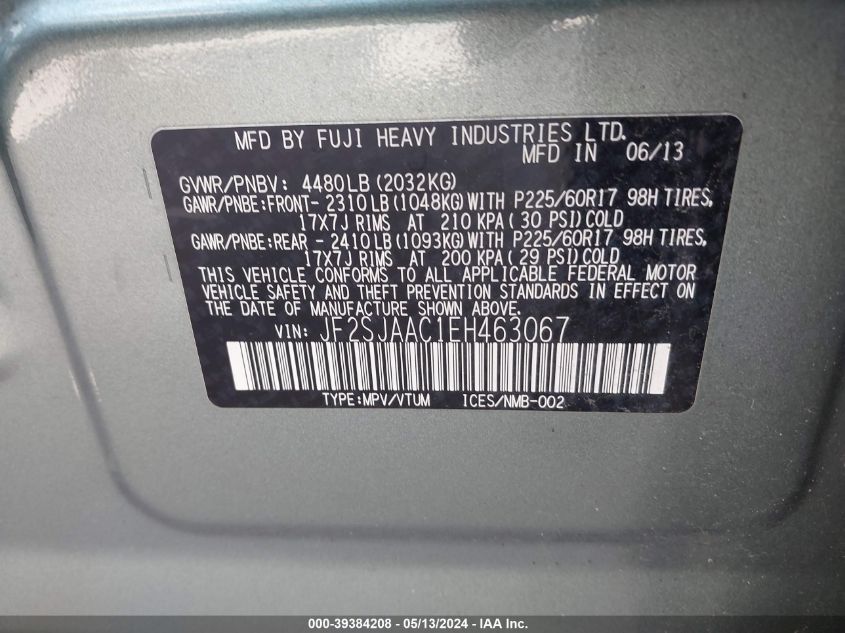 MFD BY FUJI HEAVY INDUSTRIES LTD.
MFD IN 06/13
GVWR/PNBV: 4480LB (2032KG)
GAWR/PNBE:FRONT- 2310LB (1048KG) WITH P225/60R17 98H TIRES,
17X7J RIMS AT 210 KPA( 30 PSI) COLD
GAWR/PNBE:REAR - 2410LB (1093KG) WITH P225/60R17 98H TIRES,
17X7J RIMS AT 200 KPA( 29 PSI) COLD
THIS VEHICLE CONFORMS TO ALL APPLICABLE FEDERAL MOTOR
VEHICLE SAFETY AND THEFT PREVENTION STANDARDS IN EFFECT ON
THE DATE OF MANUFACTURE SHOWN ABOVE.
VIN: JF2SJAAC1EH463067
TYPE:MPV/VTUM ICES/NMB-002
000-39384208 - 05/13/2024 - IAA Inc.